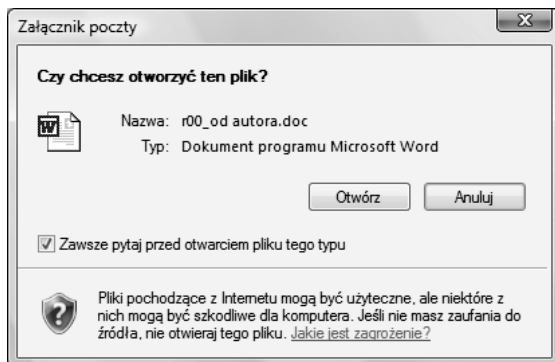 Załącznik poczty
Czy chcesz otworzyć ten plik?
Nazwa: r00_od autora.doc
Typ: Dokument programu Microsoft Word
Otwórz Anuluj
Zawsze pytaj przed otwarciem pliku tego typu
Pliki pochodzące z Internetu mogą być użyteczne, ale niektóre z
nich mogą być szkodliwe dla komputera. Jeśli nie masz zaufania do
źródła, nie otwieraj tego pliku. Jakie jest zagrożenie?